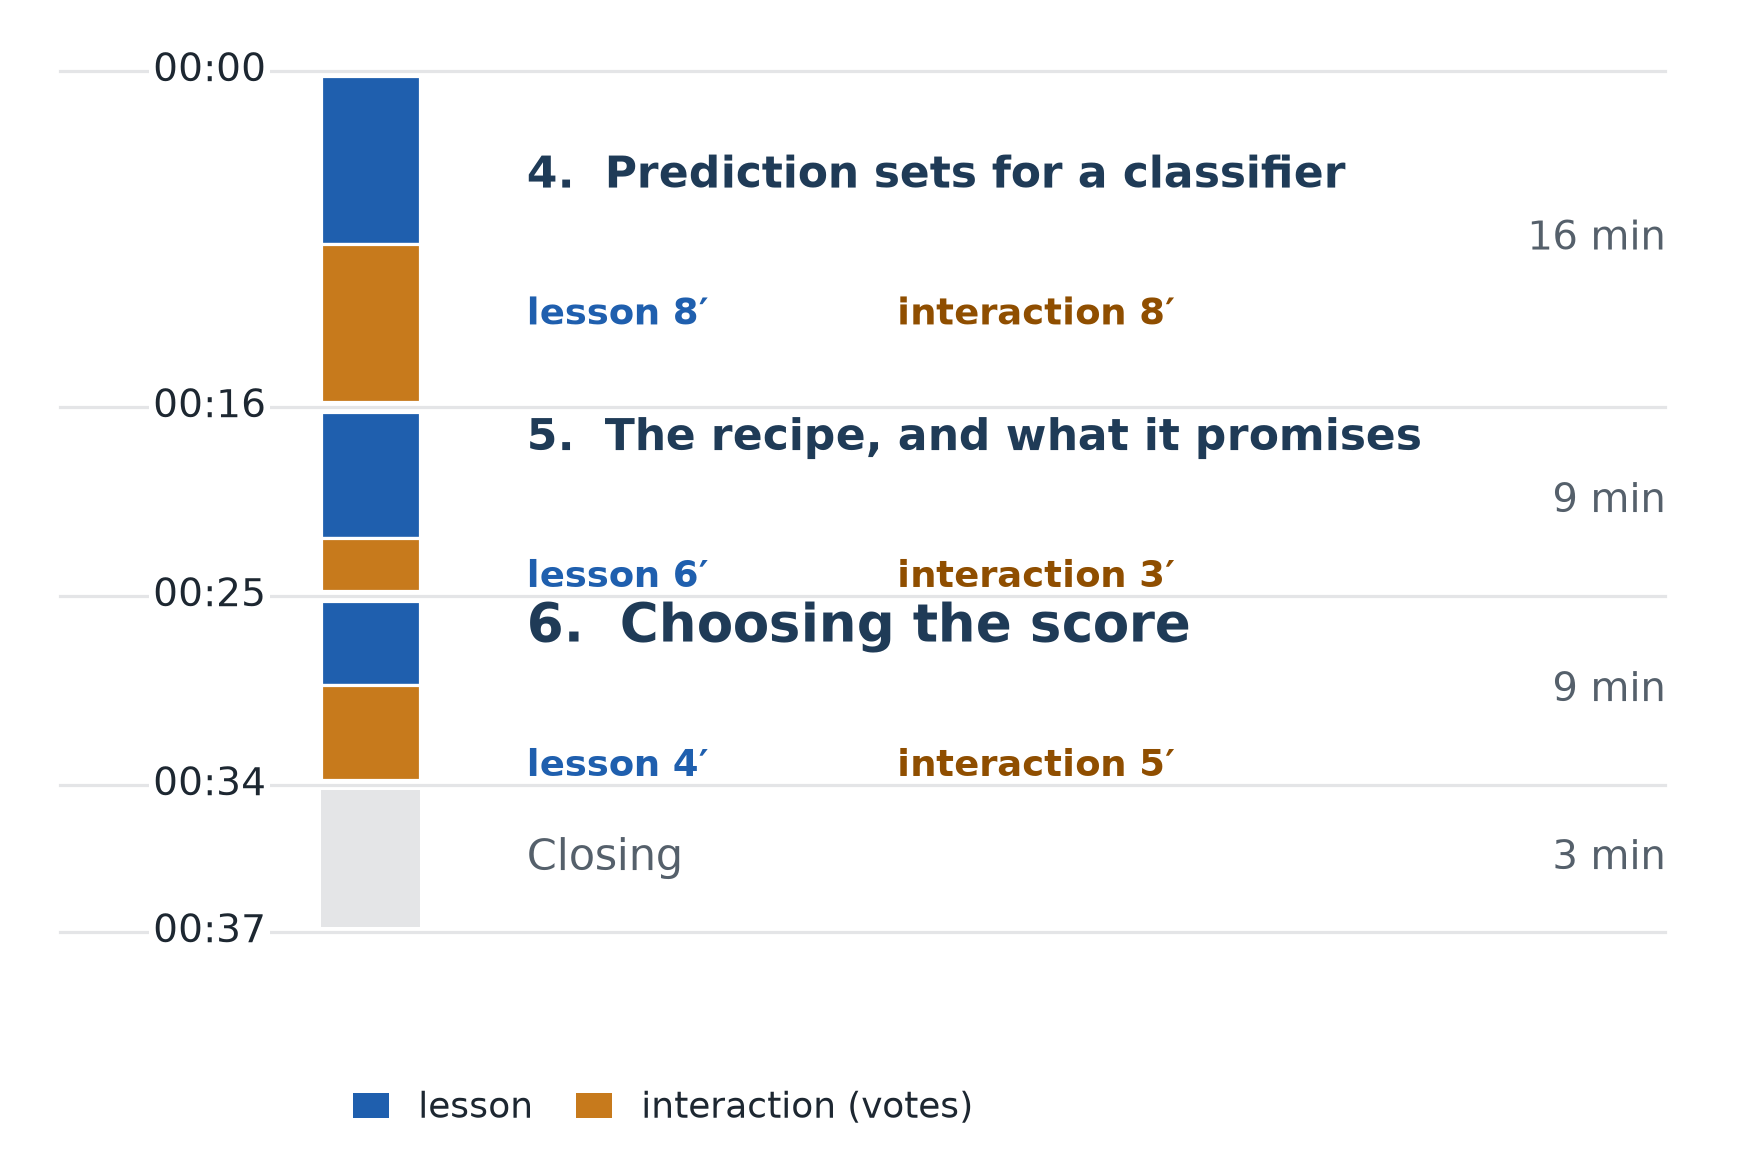 00:00
4. Prediction sets for a classifier
16 min
lesson 8′ interaction 8′
00:16
5. The recipe, and what it promises
9 min
lesson 6′ interaction 3′
00:25
6. Choosing the score
9 min
lesson 4′ interaction 5′
00:34
Closing 3 min
00:37
lesson interaction (votes)